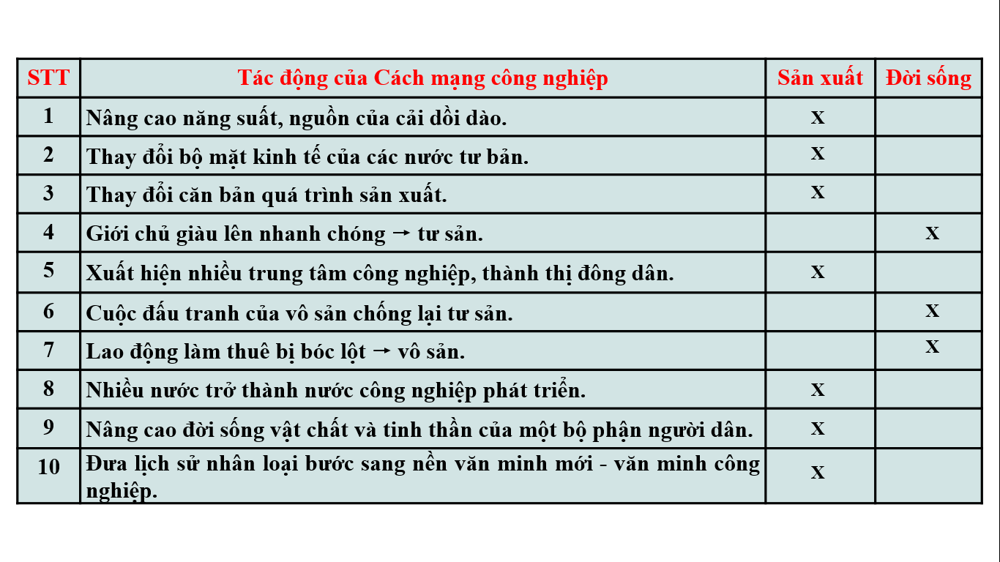 STT Tác động của Cách mạng công nghiệp Sản xuất Đời sống
1 Nâng cao năng suất, nguồn của cải dồi dào. X
2 Thay đổi bộ mặt kinh tế của các nước tư bản. X
3 Thay đổi căn bản quá trình sản xuất. X
4 Giới chủ giàu lên nhanh chóng → tư sản. X
5 Xuất hiện nhiều trung tâm công nghiệp, thành thị đông dân. X
6 Cuộc đấu tranh của vô sản chống lại tư sản. X
7 Lao động làm thuê bị bóc lột → vô sản. X
8 Nhiều nước trở thành nước công nghiệp phát triển. X
9 Nâng cao đời sống vật chất và tinh thần của một bộ phận người dân. X
10 Đưa lịch sử nhân loại bước sang nền văn minh mới - văn minh công X
nghiệp.